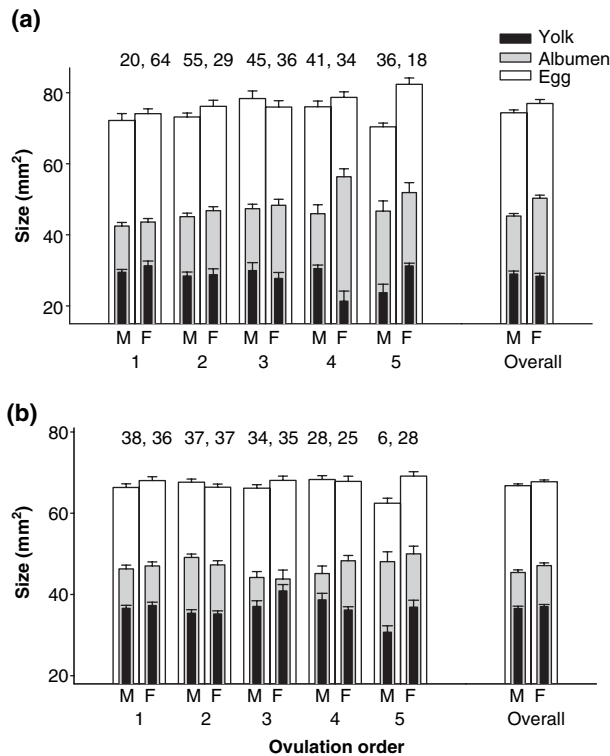 (a)
Yolk
Albumen
Egg
20, 64 55, 29 45, 36 41, 34 36, 18
80
60
40
20
Size (mm²)
M F M F M F M F M F M F
1 2 3 4 5 Overall
(b)
38, 36 37, 37 34, 35 28, 25 6, 28
80
60
40
20
Size (mm²)
M F M F M F M F M F M F
1 2 3 4 5 Overall
Ovulation order